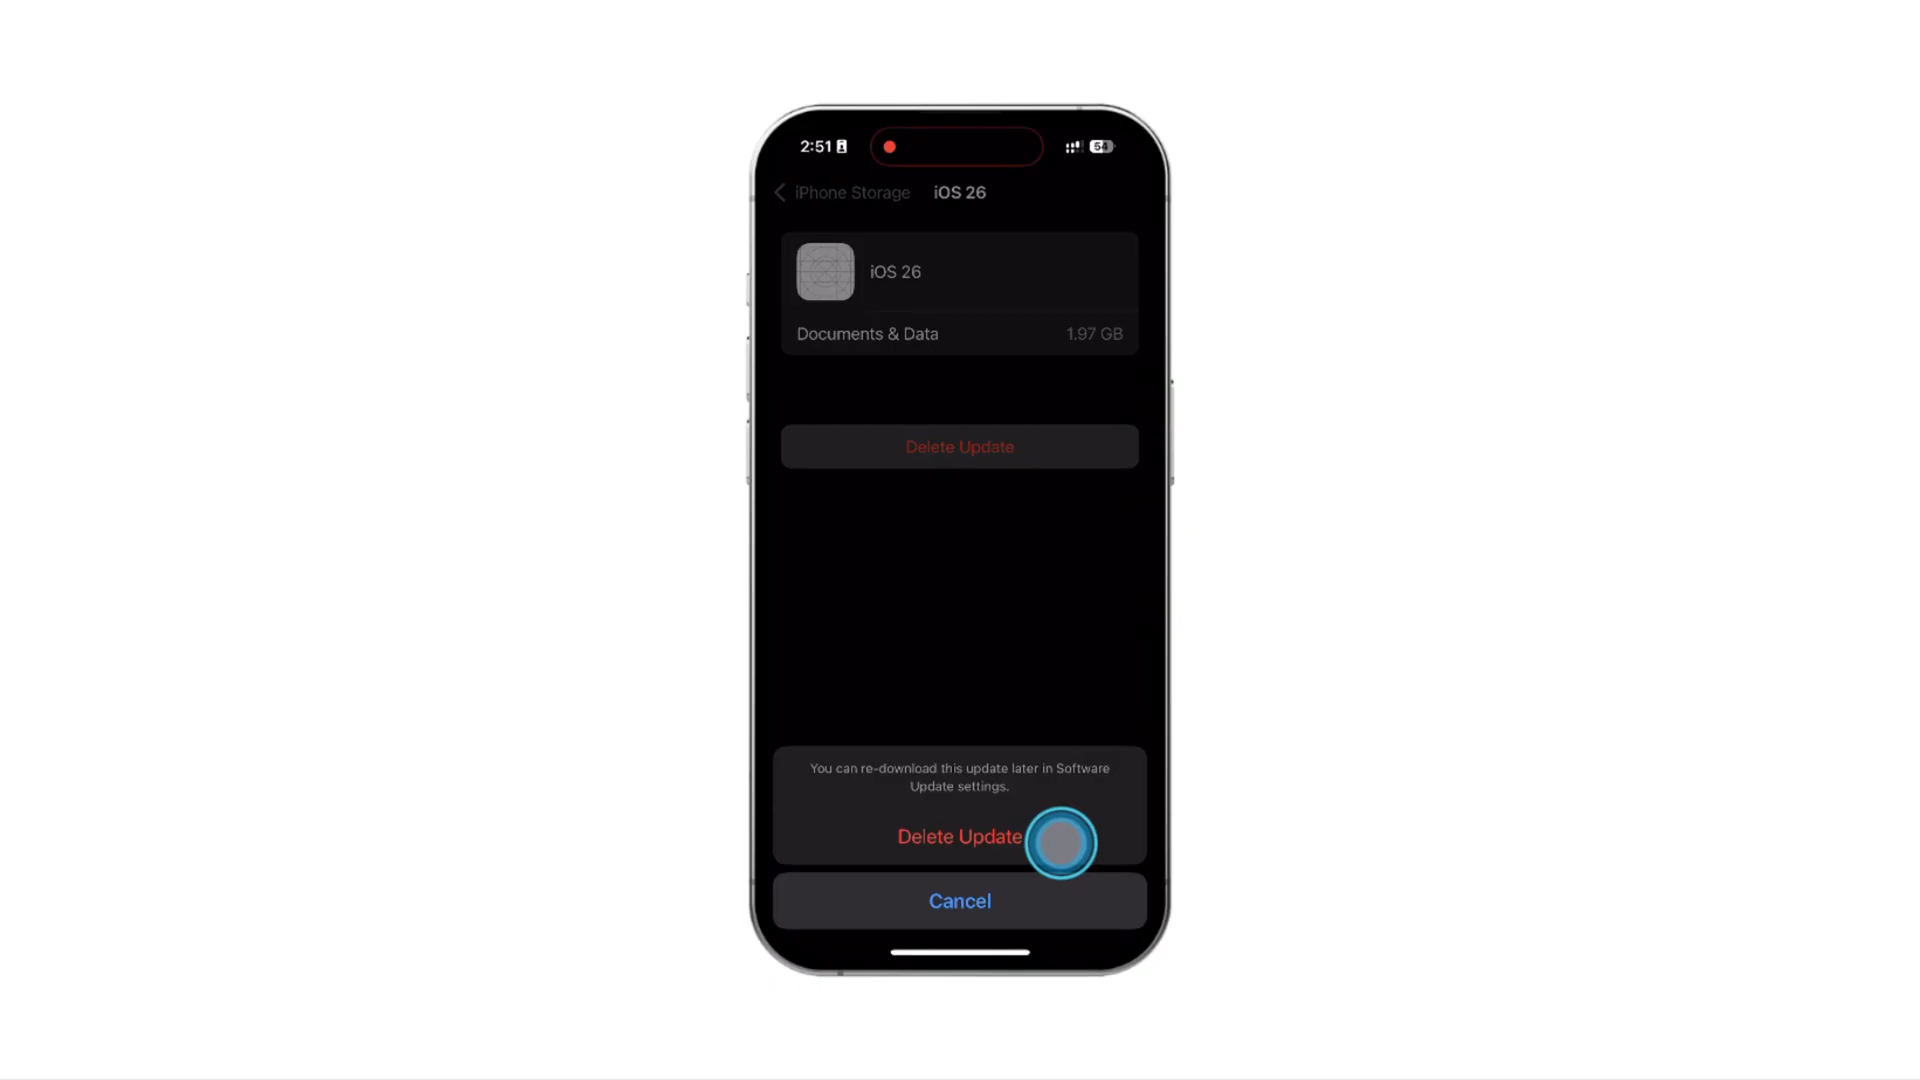 2:51
54
iPhone Storage iOS 26
iOS 26
Documents & Data 1.97 GB
Delete Update
You can re-download this update later in Software
Update settings.
Delete Update
Cancel